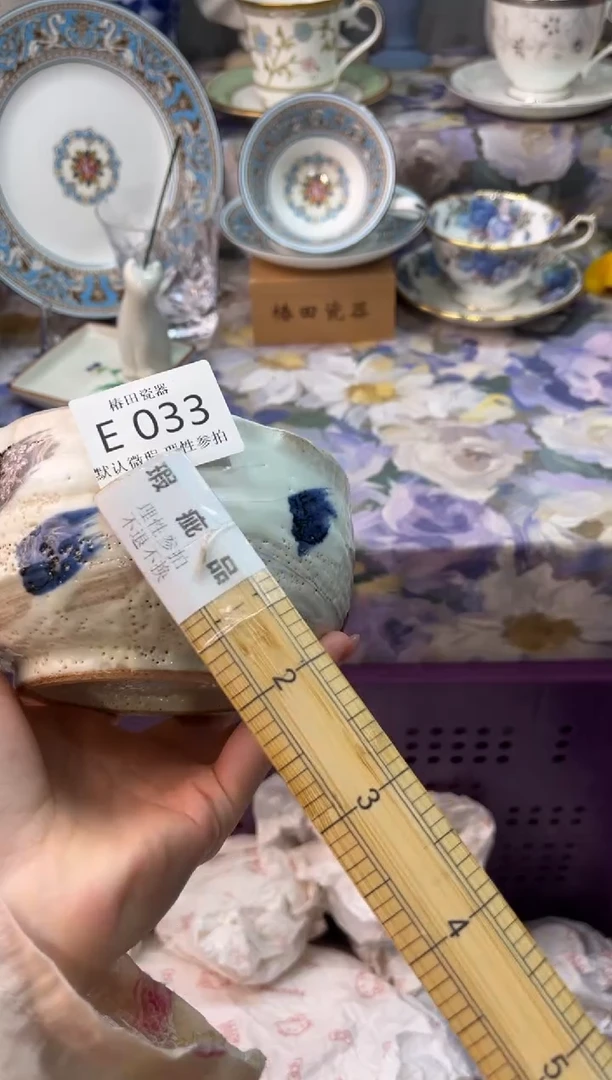 椿田瓷器
椿田瓷器
E 033
默认微瑕 理性参拍
瑕疵品
理性参拍
不退不换
2
3
4
5